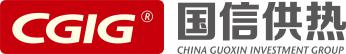 CGIG®
国信供热
CHINA GUOXIN INVESTMENT GROUP